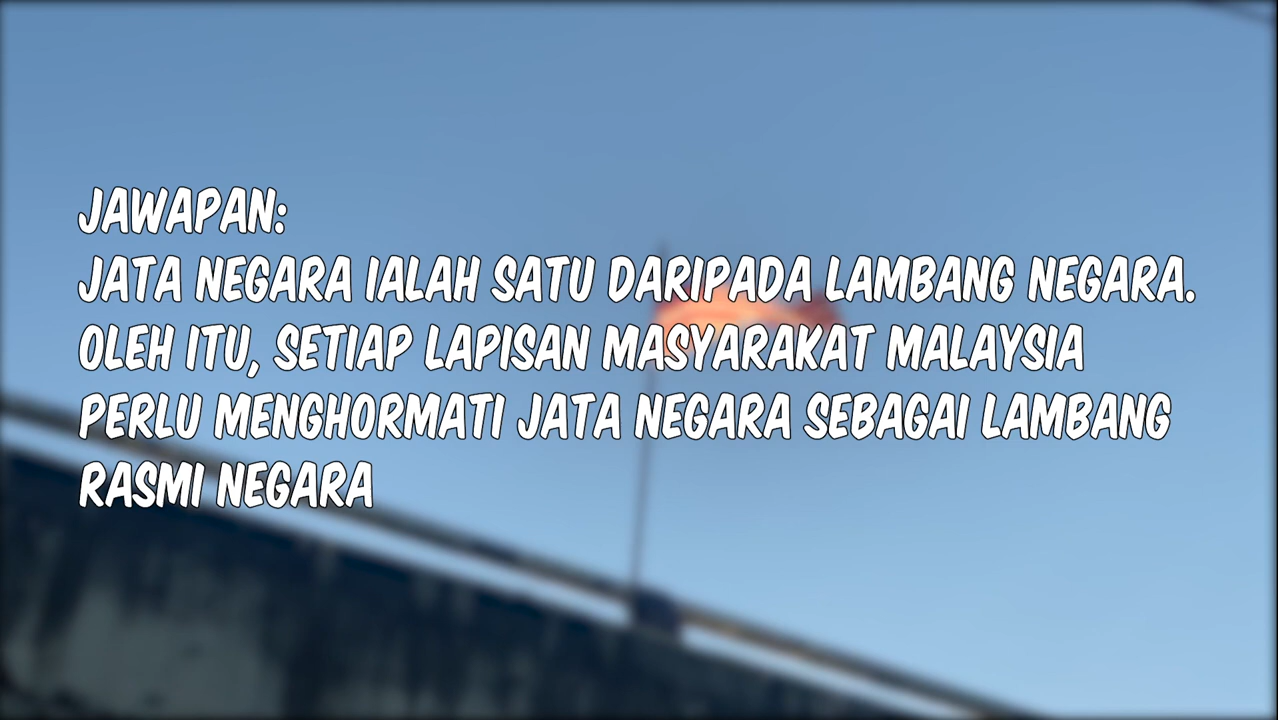 JAWAPAN:
JATA NEGARA IALAH SATU DARIPADA LAMBANG NEGARA.
OLEH ITU, SETIAP LAPISAN MASYARAKAT MALAYSIA
PERLU MENGHORMATI JATA NEGARA SEBAGAI LAMBANG
RASMI NEGARA